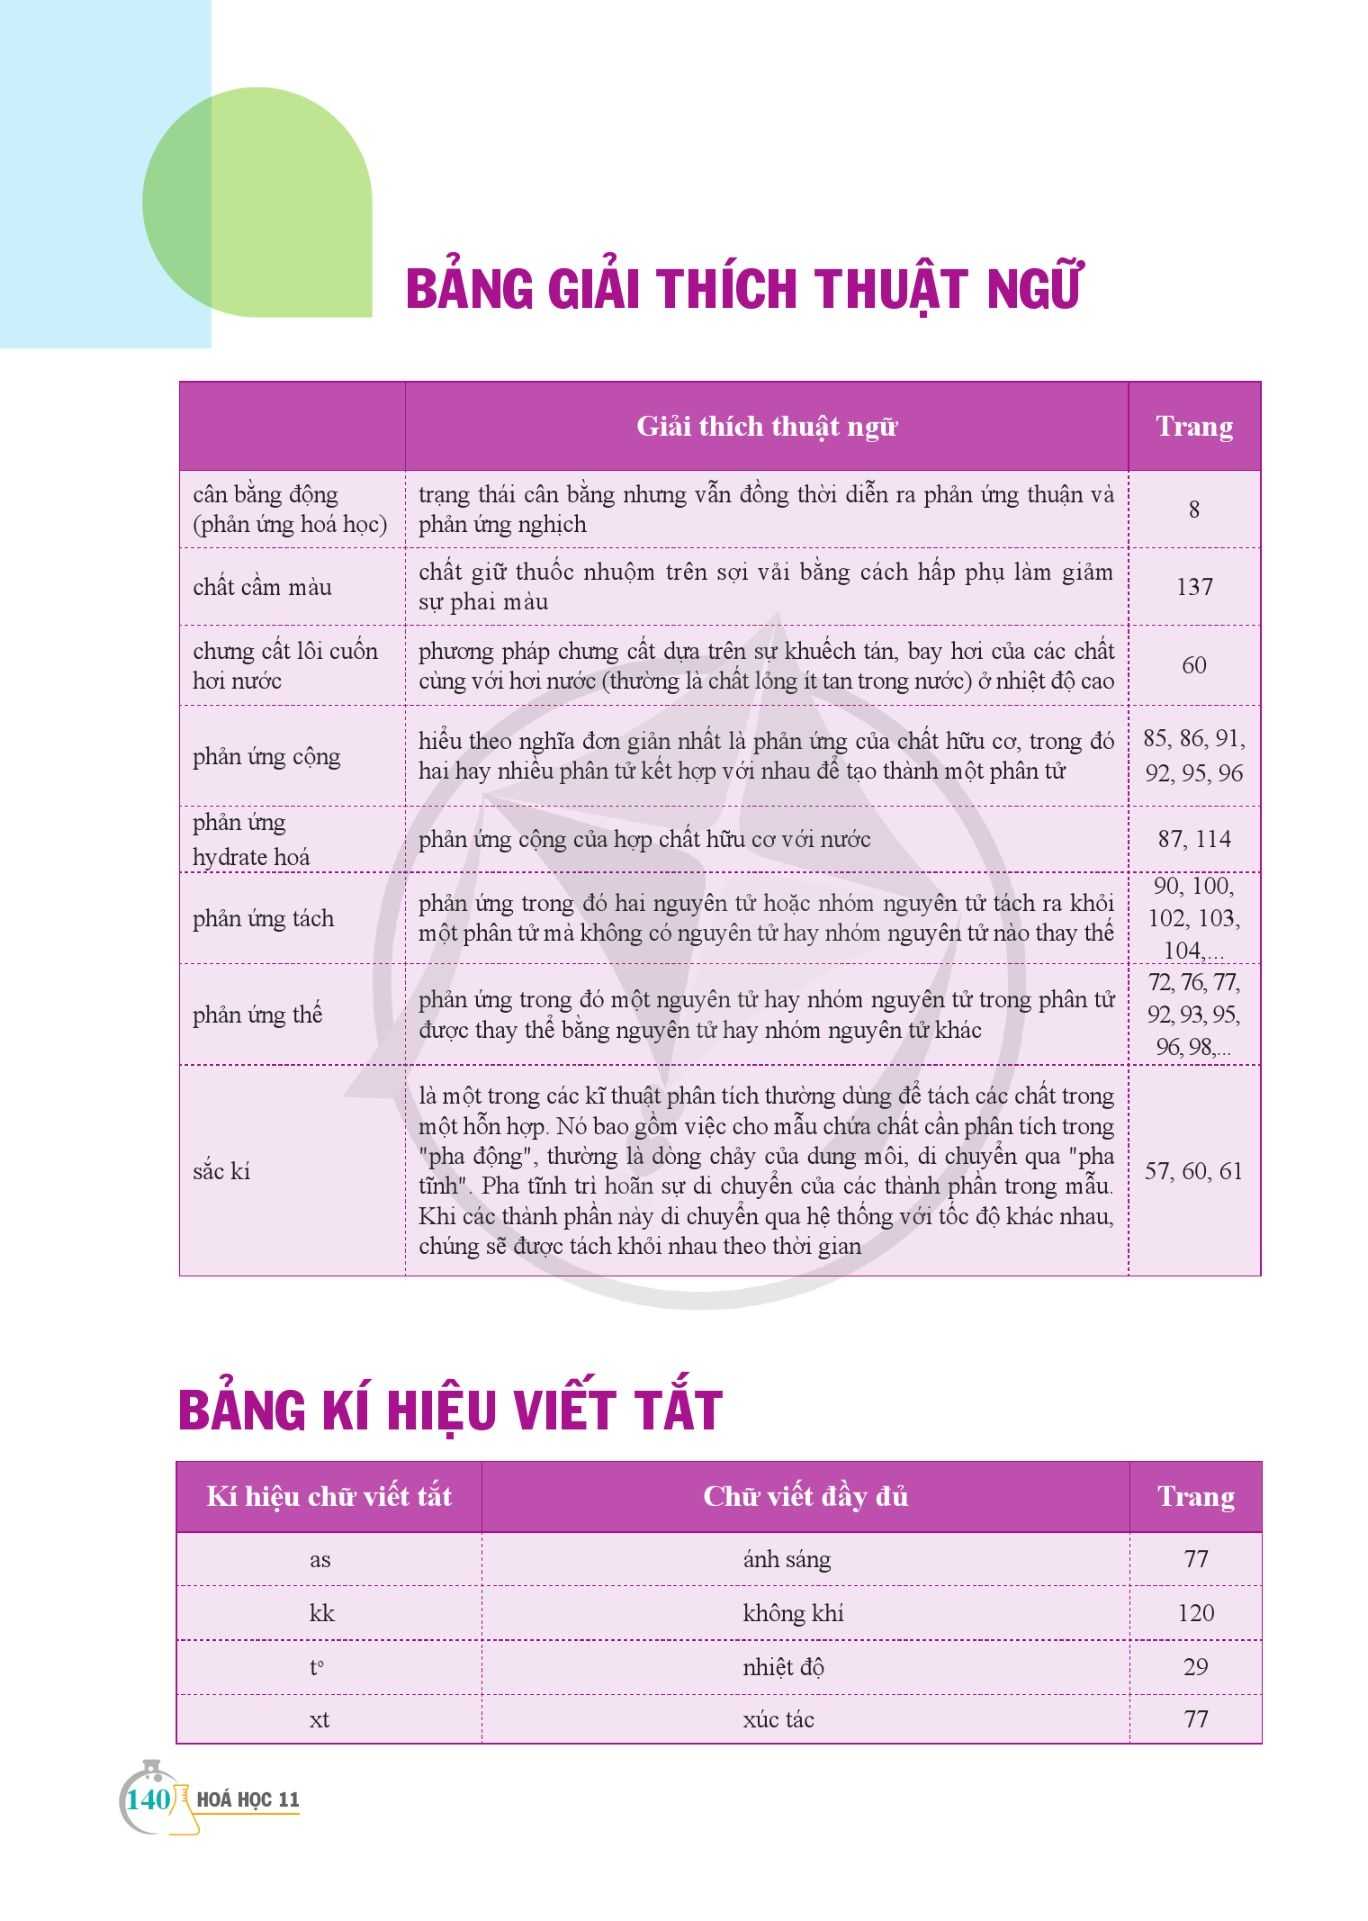 BẢNG GIẢI THÍCH THUẬT NGỮ
Giải thích thuật ngữ Trang
cân bằng động
(phản ứng hoá học)
trạng thái cân bằng nhưng vẫn đồng thời diễn ra phản ứng thuận và
phản ứng nghịch
8
chất cầm màu
chất giữ thuốc nhuộm trên sợi vải bằng cách hấp phụ làm giảm
sự phai màu
137
chưng cất lôi cuốn
hơi nước
phương pháp chưng cất dựa trên sự khuếch tán, bay hơi của các chất
cùng với hơi nước (thường là chất lỏng ít tan trong nước) ở nhiệt độ cao
60
phản ứng cộng
hiểu theo nghĩa đơn giản nhất là phản ứng của chất hữu cơ, trong đó
hai hay nhiều phân tử kết hợp với nhau để tạo thành một phân tử
85, 86, 91,
92, 95, 96
phản ứng
hydrate hoá
phản ứng cộng của hợp chất hữu cơ với nước
87, 114
phản ứng tách
phản ứng trong đó hai nguyên tử hoặc nhóm nguyên tử tách ra khỏi
một phân tử mà không có nguyên tử hay nhóm nguyên tử nào thay thế
90, 100,
102, 103,
104,...
phản ứng thế
phản ứng trong đó một nguyên tử hay nhóm nguyên tử trong phân tử
được thay thế bằng nguyên tử hay nhóm nguyên tử khác
72, 76, 77,
92, 93, 95,
96, 98,...
sắc kí
là một trong các kĩ thuật phân tích thường dùng để tách các chất trong
một hỗn hợp. Nó bao gồm việc cho mẫu chứa chất cần phân tích trong
"pha động", thường là dòng chảy của dung môi, di chuyển qua "pha
tĩnh". Pha tĩnh trì hoãn sự di chuyển của các thành phần trong mẫu.
Khi các thành phần này di chuyển qua hệ thống với tốc độ khác nhau,
chúng sẽ được tách khỏi nhau theo thời gian
57, 60, 61
BẢNG KÍ HIỆU VIẾT TẮT
Kí hiệu chữ viết tắt Chữ viết đầy đủ Trang
as ánh sáng 77
kk không khí 120
tº nhiệt độ 29
xt xúc tác 77
140 HOÁ HỌC 11